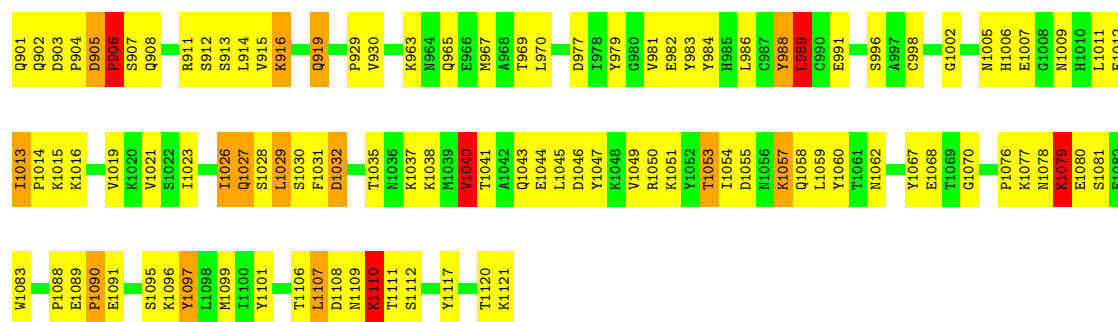 Q901 Q902 D903 P904 D905 P906 S907 Q908 R911 S912 S913 L914 V915 K916 Q919 P929 V930 K963 N964 Q965 E966 M967 A968 T969 L970 D977 I978 Y979 G980 V981 E982 Y983 Y984 H985 L986 C987 Y988 L989 C990 E991 S996 A997 C998 G1002 N1005 H1006 E1007 G1008 N1009 H1010 L1011
I1013 P1014 K1015 K1016 V1019 K1020 V1021 S1022 I1023 I1026 Q1027 S1028 L1029 S1030 F1031 D1032 T1035 N1036 K1037 K1038 M1039 V1040 T1041 A1042 Q1043 E1044 L1045 D1046 Y1047 K1048 V1049 R1050 K1051 Y1052 T1053 I1054 D1055 N1056 K1057 Q1058 L1059 Y1060 T1061 N1062 Y1067 E1068 T1069 G1070 P1076 K1077 N1078 K1079 E1080 S1081
W1083 P1088 E1089 P1090 E1091 S1095 K1096 Y1097 L1098 M1099 I1100 Y1101 T1106 L1107 D1108 N1109 K1110 T1111 S1112 Y1117 T1120 K1121